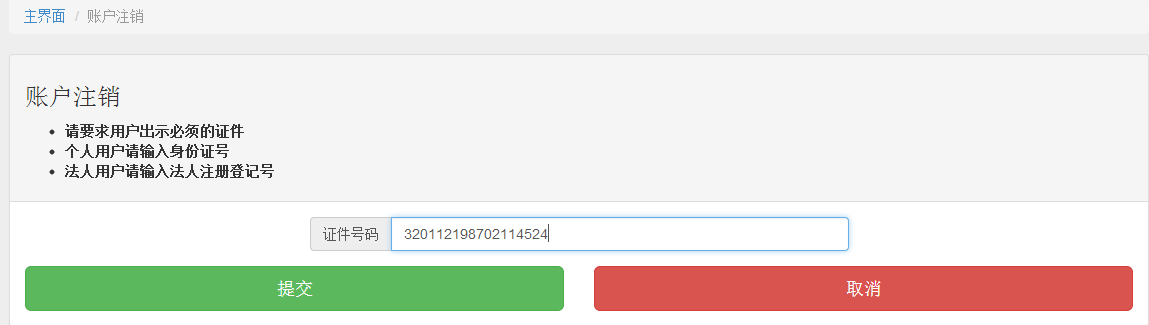 主界面 / 账户注销
账户注销
• 请要求用户出示必须的证件
• 个人用户请输入身份证号
• 法人用户请输入法人注册登记号
证件号码 320112198702114524
提交 取消